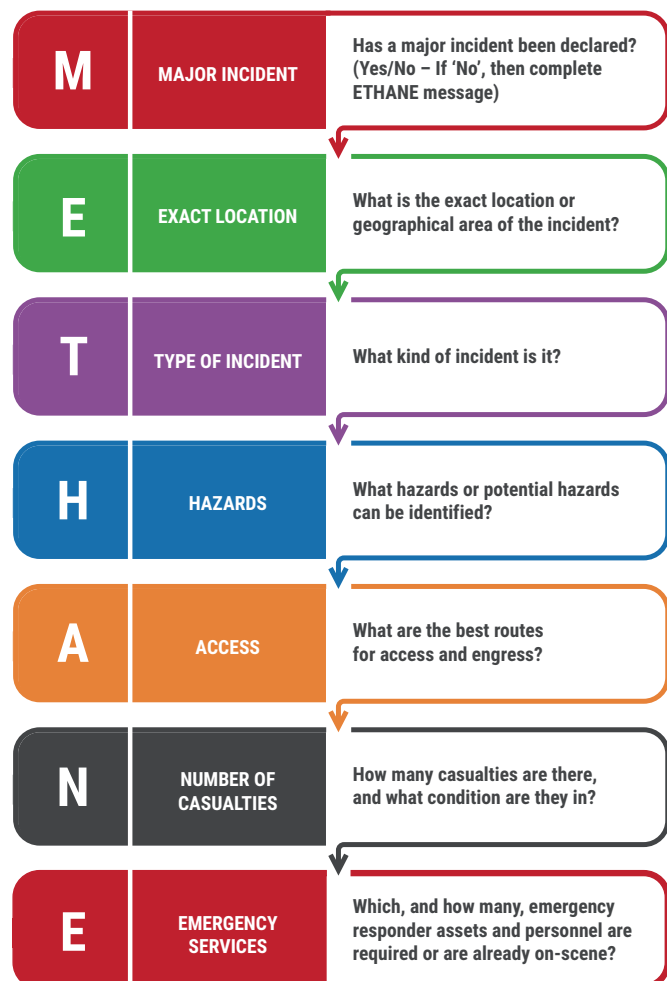 M
MAJOR INCIDENT
Has a major incident been declared?
(Yes/No – If ‘No’, then complete
ETHANE message)
E
EXACT LOCATION
What is the exact location or
geographical area of the incident?
T
TYPE OF INCIDENT
What kind of incident is it?
H
HAZARDS
What hazards or potential hazards
can be identified?
A
ACCESS
What are the best routes
for access and engress?
N
NUMBER OF
CASUALTIES
How many casualties are there,
and what condition are they in?
E
EMERGENCY
SERVICES
Which, and how many, emergency
responder assets and personnel are
required or are already on-scene?